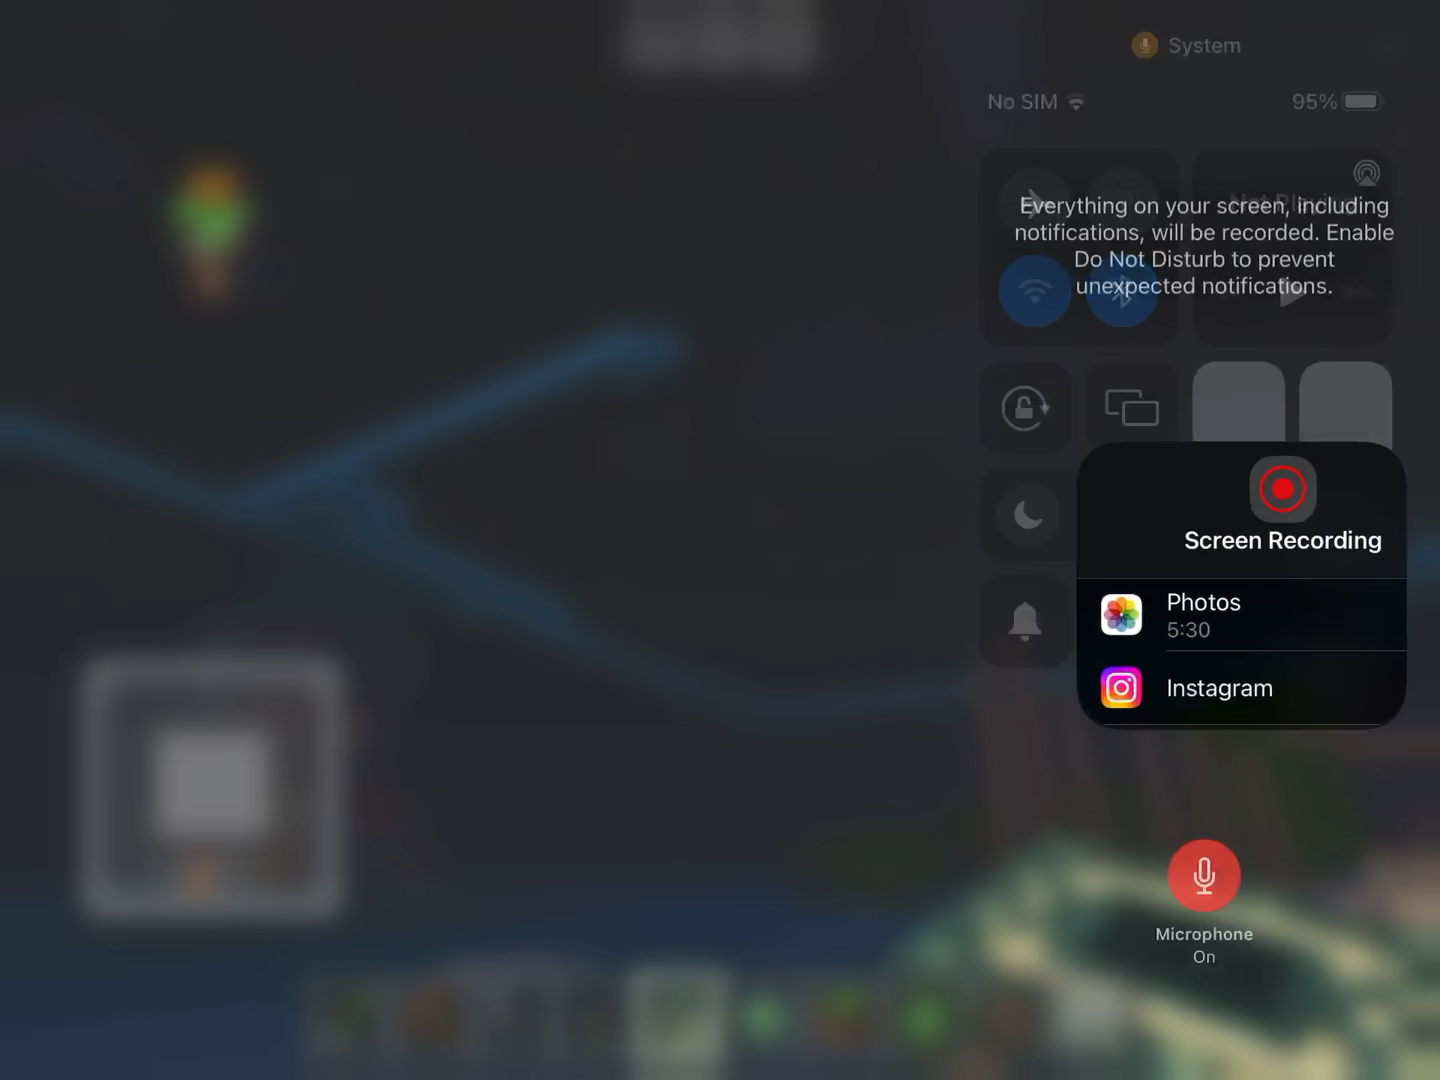 System
No SIM
95%
Everything on your screen, including
notifications, will be recorded. Enable
Do Not Disturb to prevent
unexpected notifications.
Screen Recording
Photos
5:30
Instagram
Microphone
On